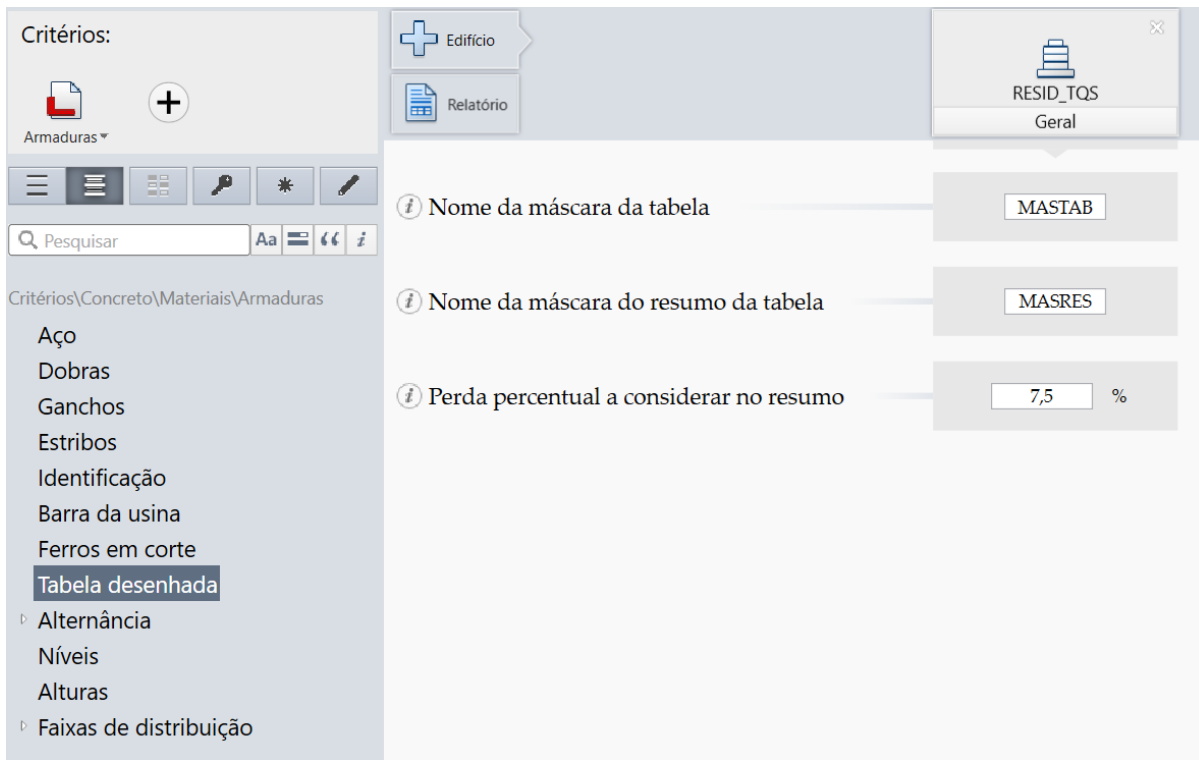 Critérios:
Armaduras
Aa
i
Pesquisar
Critérios\Concreto\Materiais\Armaduras
Aço
Dobras
Ganchos
Estribos
Identificação
Barra da usina
Ferros em corte
Tabela desenhada
Alternância
Níveis
Alturas
Faixas de distribuição
Edifício
Relatório
RESID_TQS
Geral
i Nome da máscara da tabela MASTAB
i Nome da máscara do resumo da tabela MASRES
i Perda percentual a considerar no resumo 7,5 %